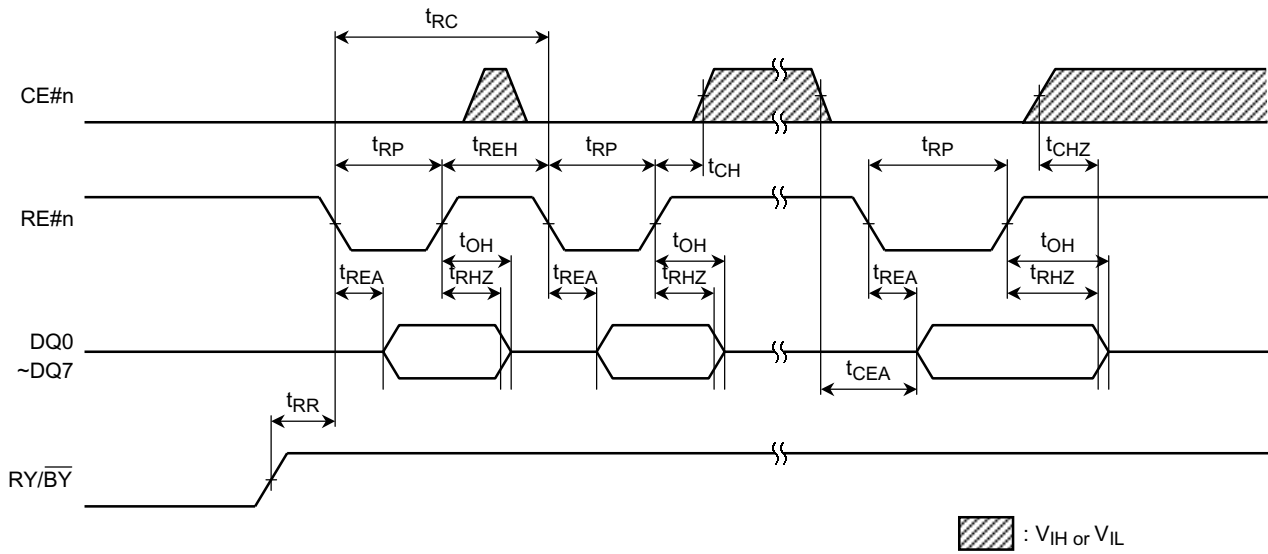 tRC
CE#n
tRP
tREH
tRP
tCH
tRP
tCHZ
RE#n
tOH
tOH
tOH
tREA
tRHZ
tREA
tRHZ
tREA
tRHZ
DQ0
~DQ7
tCEA
tRR
RY/BY
: VIH or VIL